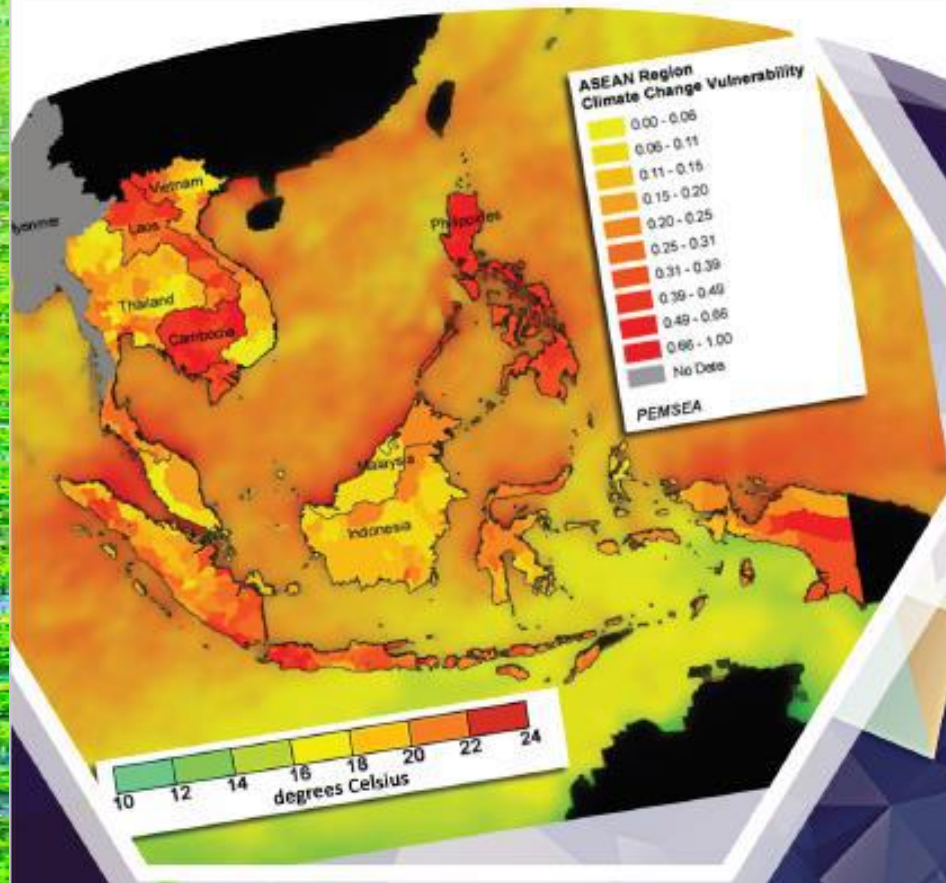 ASEAN Region
Climate Change Vulnerability
0.00 - 0.06
0.06 - 0.11
0.11 - 0.15
0.15 - 0.20
0.20 - 0.25
0.25 - 0.31
0.31 - 0.39
0.39 - 0.49
0.49 - 0.66
0.66 - 1.00
No Data
PEMSEA
Vietnam
Laos
Philippines
Thailand
Cambodia
Malaysia
Indonesia
10 12 14 16 18 20 22 24
degrees Celsius